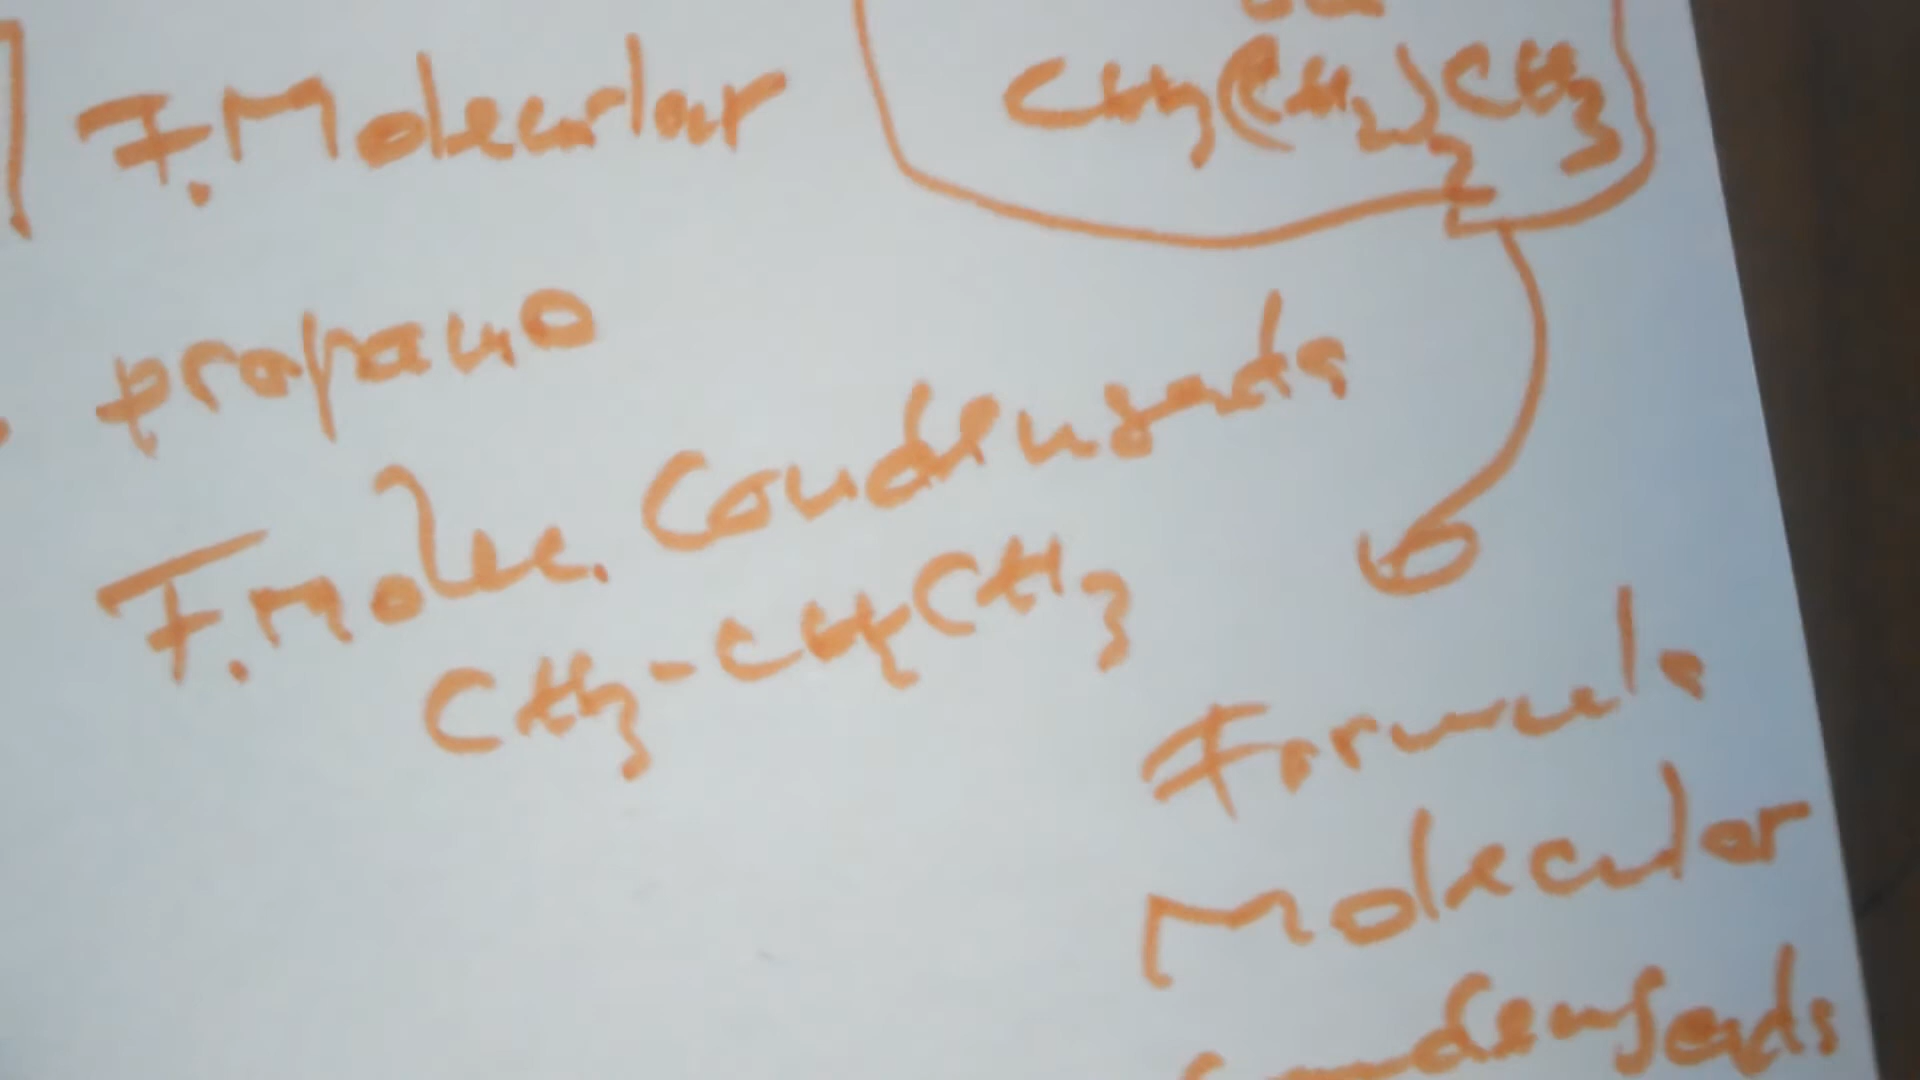 F. Molecular
CH3(CH2)2CH3
propano
F. Molec. Condensada
CH3-CH2CH3
Formula
Molecular
Condensada